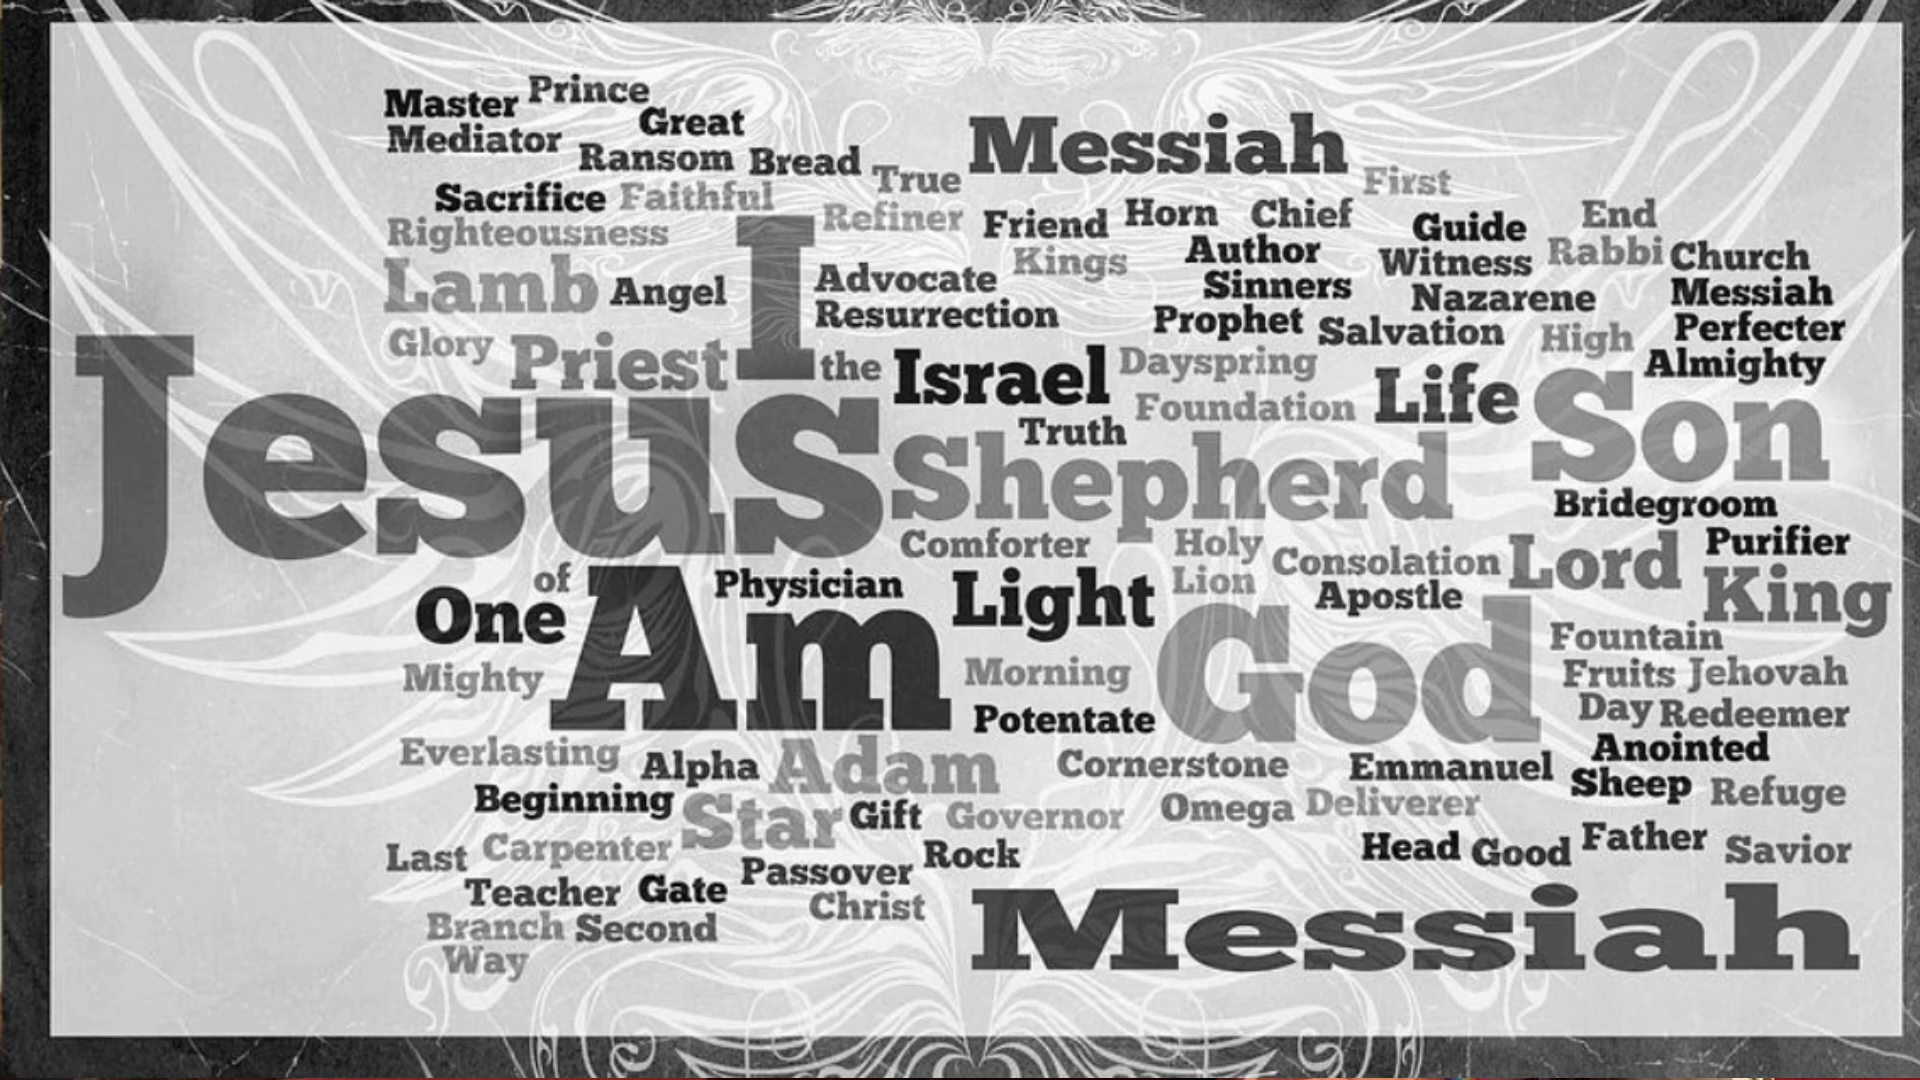 Master Prince
Mediator Great
Ransom Bread True Messiah First
Sacrifice Faithful
Righteousness Refiner Friend Horn Chief Guide End
Lamb Angel I Advocate Kings Author Witness Rabbi Church
Resurrection Sinners Nazarene Messiah
Prophet Salvation High Perfecter
Glory Priest the Israel Dayspring Life Son Almighty
Jesus Truth Foundation
Shepherd Bridegroom
Comforter Holy Consolation Lord Purifier
of One Am Physician Light Lion Apostle King
Mighty Morning God Fountain
Fruits Jehovah
Potentate Day Redeemer
Everlasting Alpha Adam Cornerstone Emmanuel Anointed
Beginning Star Gift Governor Omega Deliverer Sheep Refuge
Last Carpenter Passover Rock Head Good Father Savior
Teacher Gate Christ Messiah
Branch Second
Way